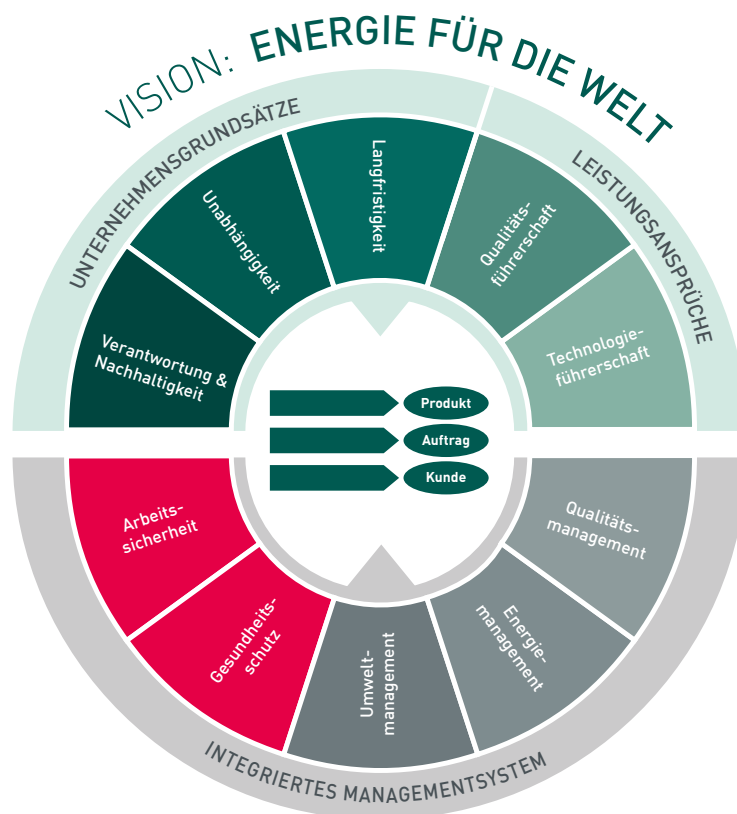 VISION: ENERGIE FÜR DIE WELT
UNTERNEHMENSGRUNDSÄTZE
LEISTUNGSANSPRÜCHE
Verantwortung &
Nachhaltigkeit
Unabhängigkeit
Langfristigkeit
Qualitäts-
führerschaft
Technologie-
führerschaft
Produkt
Auftrag
Kunde
Arbeits-
sicherheit
Gesundheits-
schutz
Umwelt-
management
Energie-
management
Qualitäts-
management
INTEGRIERTES MANAGEMENTSYSTEM